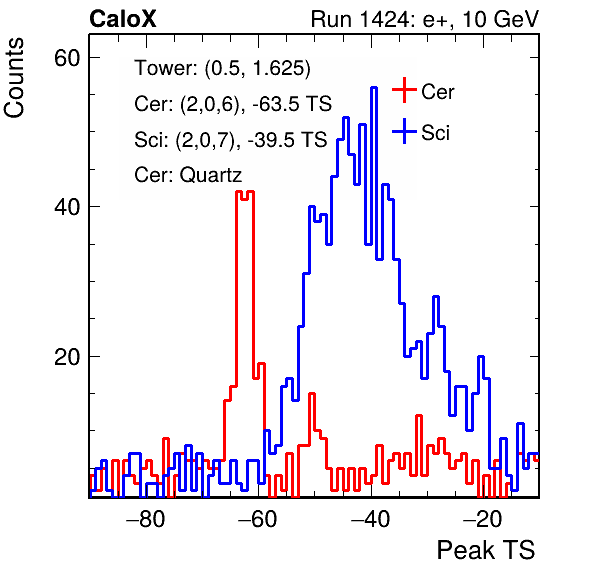 CaloX Run 1424: e+, 10 GeV
Counts
60
40
20
Tower: (0.5, 1.625)
Cer: (2,0,6), -63.5 TS
Sci: (2,0,7), -39.5 TS
Cer: Quartz
Cer
Sci
−80 −60 −40 −20
Peak TS